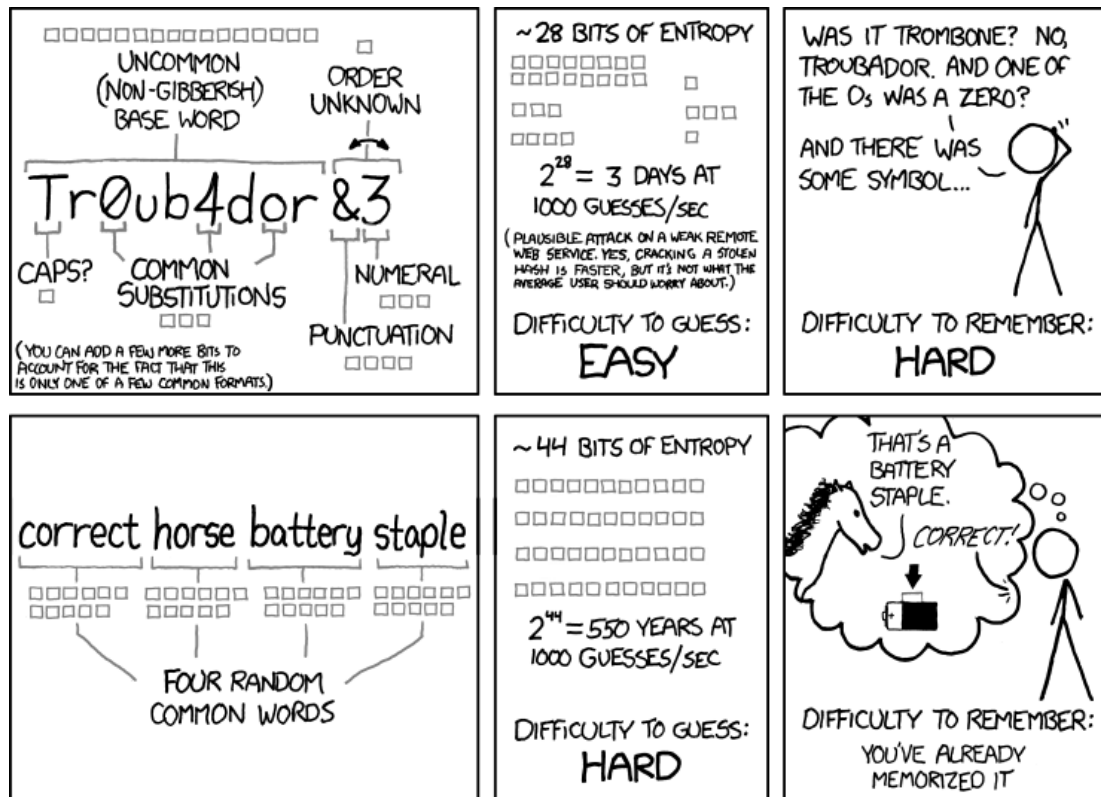 UNCOMMON
(NON-GIBBERISH)
BASE WORD
ORDER
UNKNOWN
Tr0ub4dor &3
CAPS?
COMMON
SUBSTITUTIONS
NUMERAL
PUNCTUATION
(YOU CAN ADD A FEW MORE BITS TO
ACCOUNT FOR THE FACT THAT THIS
IS ONLY ONE OF A FEW COMMON FORMATS.)
~28 BITS OF ENTROPY
2²⁸ = 3 DAYS AT
1000 GUESSES/SEC
(PLAUSIBLE ATTACK ON A WEAK REMOTE
WEB SERVICE. YES, CRACKING A STOLEN
HASH IS FASTER, BUT IT'S NOT WHAT THE
AVERAGE USER SHOULD WORRY ABOUT.)
DIFFICULTY TO GUESS:
EASY
WAS IT TROMBONE? NO,
TROUBADOR. AND ONE OF
THE Os WAS A ZERO?
AND THERE WAS
SOME SYMBOL...
DIFFICULTY TO REMEMBER:
HARD
correct horse battery staple
FOUR RANDOM
COMMON WORDS
~44 BITS OF ENTROPY
2⁴⁴ = 550 YEARS AT
1000 GUESSES/SEC
DIFFICULTY TO GUESS:
HARD
THAT'S A
BATTERY
STAPLE.
CORRECT!
+
DIFFICULTY TO REMEMBER:
YOU'VE ALREADY
MEMORIZED IT